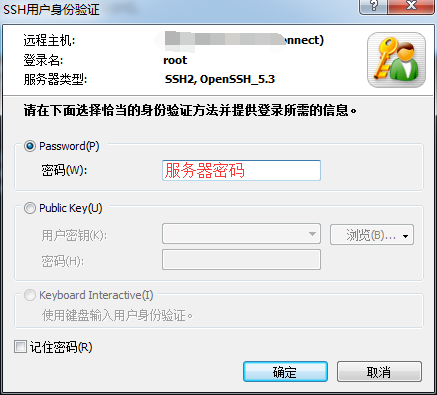 SSH用户身份验证
远程主机: onnect)
登录名: root
服务器类型: SSH2, OpenSSH_5.3
请在下面选择恰当的身份验证方法并提供登录所需的信息。
Password(P)
密码(W): 服务器密码
Public Key(U)
用户密钥(K): 浏览(B)...
密码(H):
Keyboard Interactive(I)
使用键盘输入用户身份验证。
记住密码(R)
确定 取消